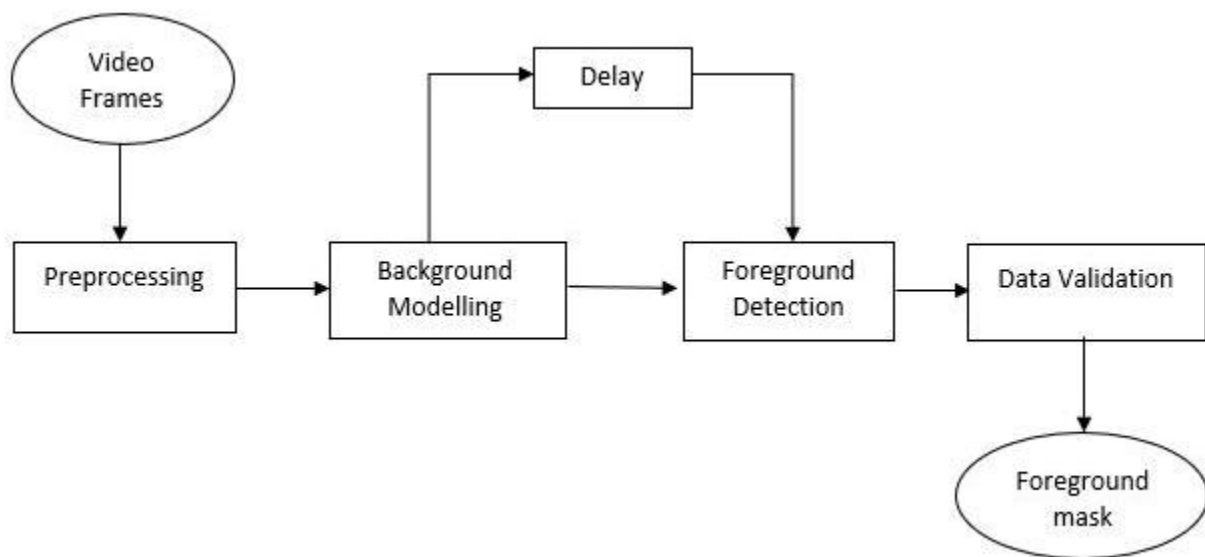 Video
Frames
Delay
Preprocessing
Background
Modelling
Foreground
Detection
Data Validation
Foreground
mask